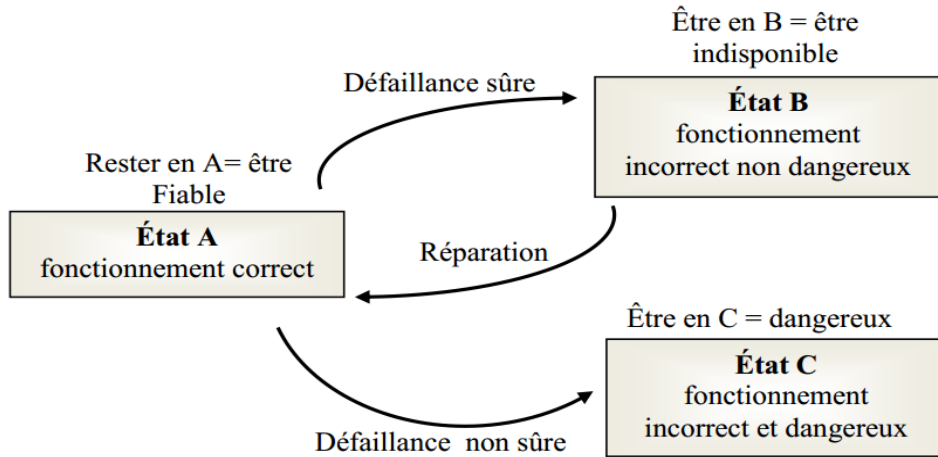 Être en B = être
indisponible
Défaillance sûre
État B
fonctionnement
incorrect non dangereux
Rester en A= être
Fiable
État A
fonctionnement correct
Réparation
Être en C = dangereux
État C
fonctionnement
incorrect et dangereux
Défaillance non sûre